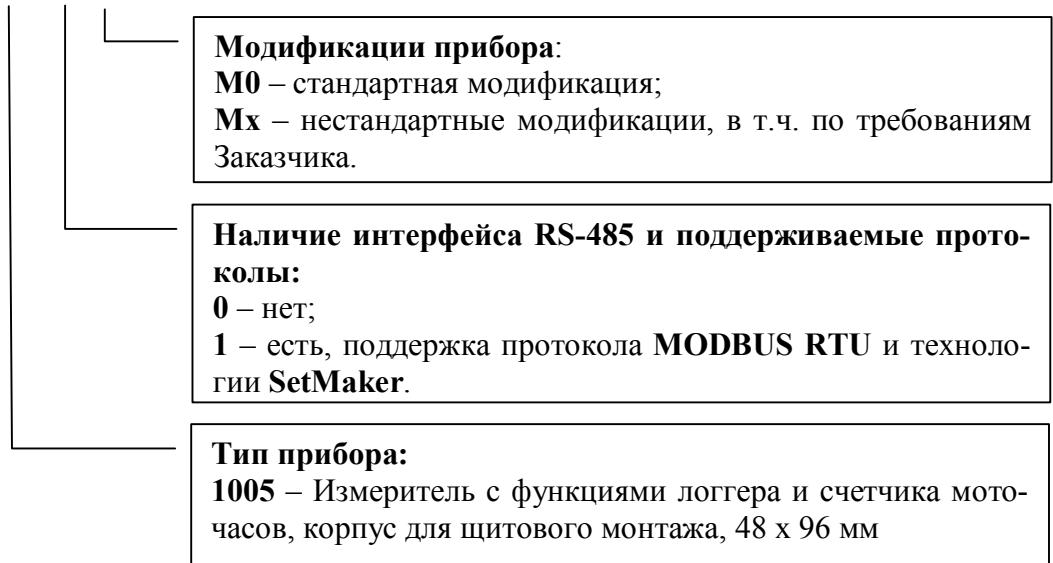 Модификации прибора:
М0 – стандартная модификация;
Мх – нестандартные модификации, в т.ч. по требованиям
Заказчика.
Наличие интерфейса RS-485 и поддерживаемые прото-
колы:
0 – нет;
1 – есть, поддержка протокола MODBUS RTU и техноло-
гии SetMaker.
Тип прибора:
1005 – Измеритель с функциями логгера и счетчика мото-
часов, корпус для щитового монтажа, 48 х 96 мм